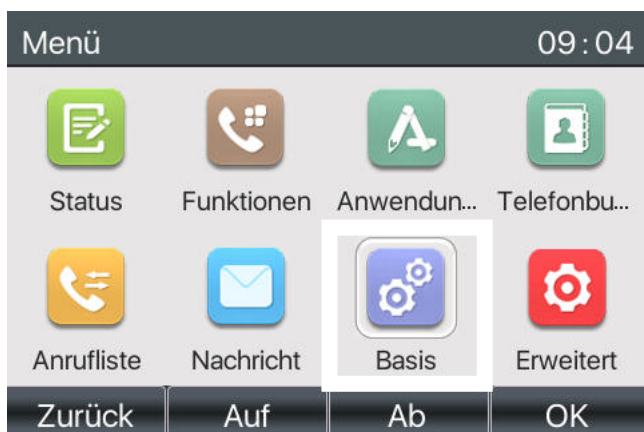 Menü 09:04
Status Funktionen Anwendun... Telefonbu...
Anrufliste Nachricht Basis Erweitert
Zurück Auf Ab OK